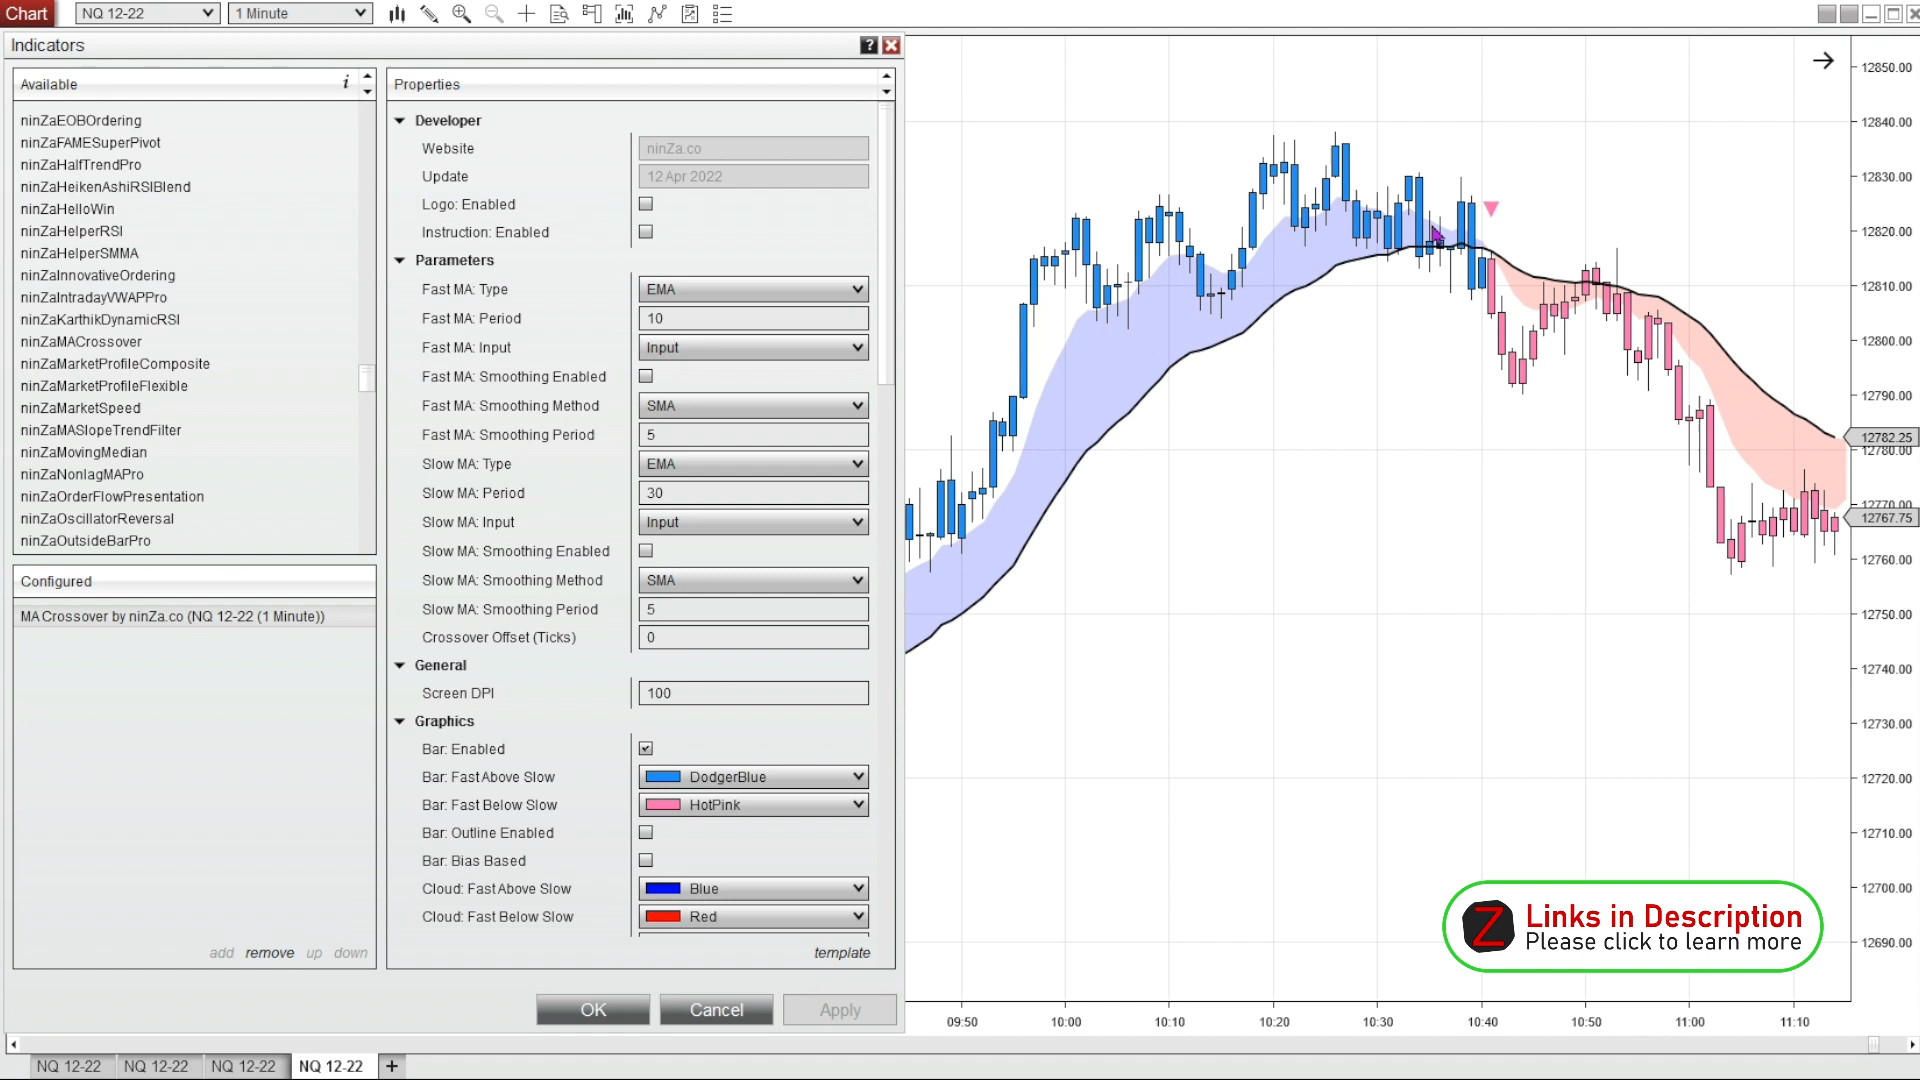 Chart
NQ 12-22
1 Minute
Indicators
?
Available
i
ninZaEOBOrdering
ninZaFAMESuperPivot
ninZaHalfTrendPro
ninZaHeikenAshiRSIBlend
ninZaHelloWin
ninZaHelperRSI
ninZaHelperSMMA
ninZaInnovativeOrdering
ninZaIntradayVWAPPro
ninZaKarthikDynamicRSI
ninZaMACrossover
ninZaMarketProfileComposite
ninZaMarketProfileFlexible
ninZaMarketSpeed
ninZaMASlopeTrendFilter
ninZaMovingMedian
ninZaNonlagMAPro
ninZaOrderFlowPresentation
ninZaOscillatorReversal
ninZaOutsideBarPro
Configured
MA Crossover by ninZa.co (NQ 12-22 (1 Minute))
add remove up down
Properties
Developer
Website ninZa.co
Update 12 Apr 2022
Logo: Enabled
Instruction: Enabled
Parameters
Fast MA: Type EMA
Fast MA: Period 10
Fast MA: Input Input
Fast MA: Smoothing Enabled
Fast MA: Smoothing Method SMA
Fast MA: Smoothing Period 5
Slow MA: Type EMA
Slow MA: Period 30
Slow MA: Input Input
Slow MA: Smoothing Enabled
Slow MA: Smoothing Method SMA
Slow MA: Smoothing Period 5
Crossover Offset (Ticks) 0
General
Screen DPI 100
Graphics
Bar: Enabled
Bar: Fast Above Slow DodgerBlue
Bar: Fast Below Slow HotPink
Bar: Outline Enabled
Bar: Bias Based
Cloud: Fast Above Slow Blue
Cloud: Fast Below Slow Red
template
OK Cancel Apply
12850.00
12840.00
12830.00
12820.00
12810.00
12800.00
12790.00
12782.25
12780.00
12770.00
12767.75
12760.00
12750.00
12740.00
12730.00
12720.00
12710.00
12700.00
12690.00
Z
Links in Description
Please click to learn more
09:50 10:00 10:10 10:20 10:30 10:40 10:50 11:00 11:10
NQ 12-22 NQ 12-22 NQ 12-22 NQ 12-22 +